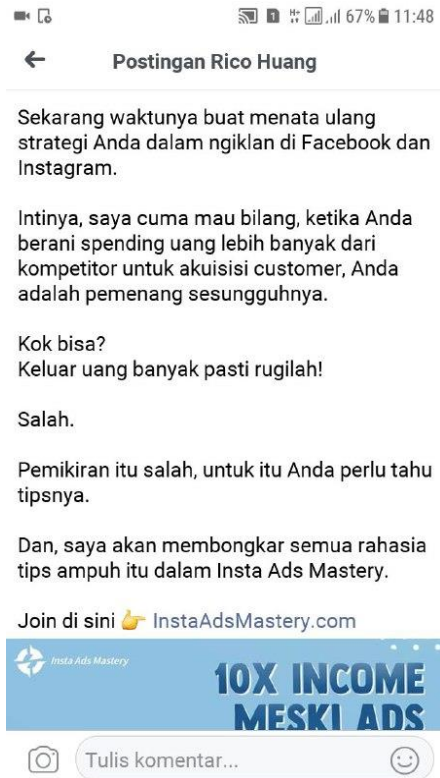 67% 11:48
Postingan Rico Huang
Sekarang waktunya buat menata ulang
strategi Anda dalam ngiklan di Facebook dan
Instagram.
Intinya, saya cuma mau bilang, ketika Anda
berani spending uang lebih banyak dari
kompetitor untuk akuisisi customer, Anda
adalah pemenang sesungguhnya.
Kok bisa?
Keluar uang banyak pasti rugilah!
Salah.
Pemikiran itu salah, untuk itu Anda perlu tahu
tipsnya.
Dan, saya akan membongkar semua rahasia
tips ampuh itu dalam Insta Ads Mastery.
Join di sini 👉 InstaAdsMastery.com
Insta Ads Mastery
10X INCOME
MESKI ADS
Tulis komentar...